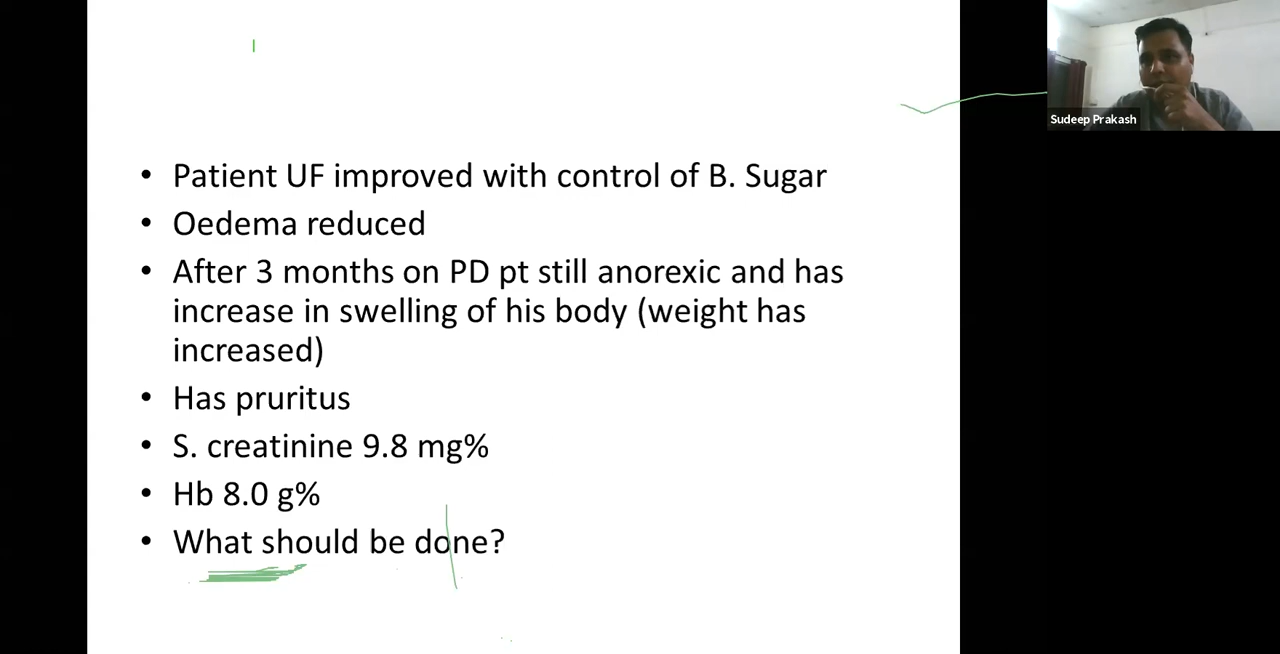 • Patient UF improved with control of B. Sugar
• Oedema reduced
• After 3 months on PD pt still anorexic and has
increase in swelling of his body (weight has
increased)
• Has pruritus
• S. creatinine 9.8 mg%
• Hb 8.0 g%
• What should be done?
Sudeep Prakash